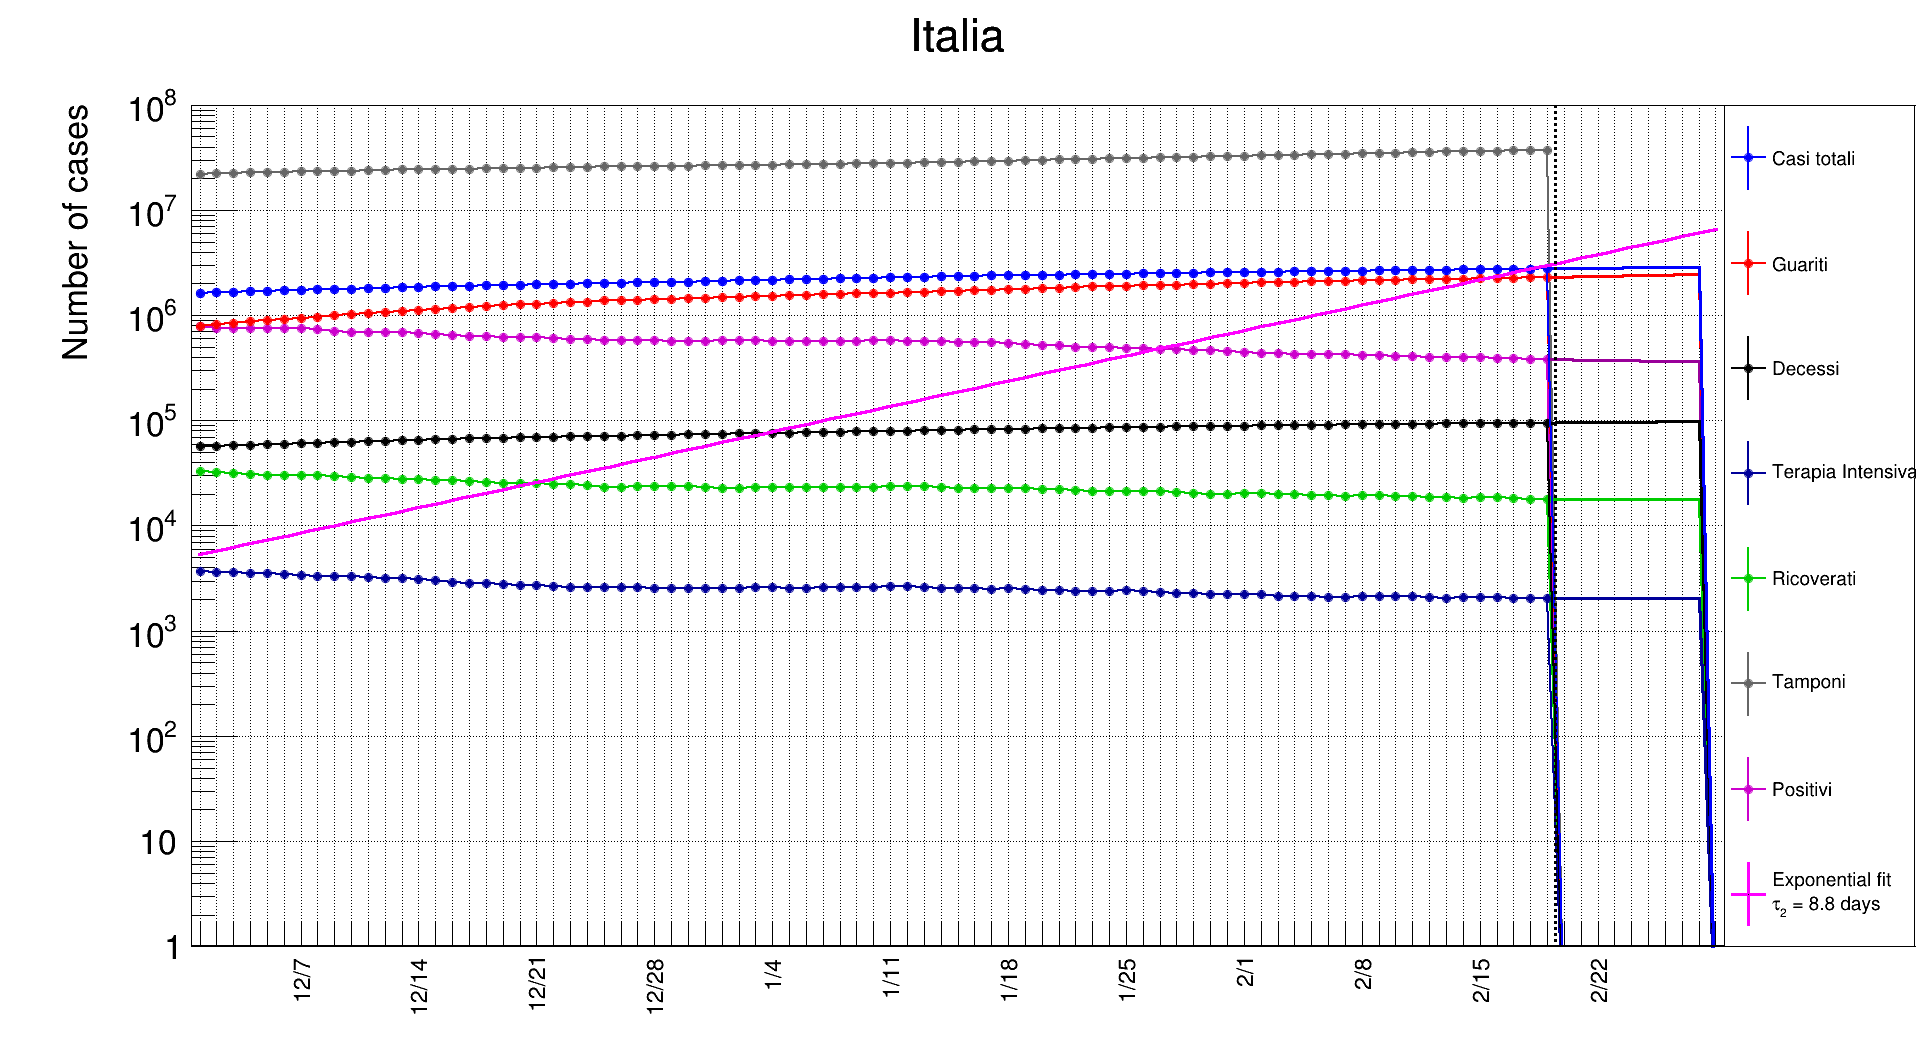 Italia
Number of cases
10^8
10^7
10^6
10^5
10^4
10^3
10^2
10
1
12/7
12/14
12/21
12/28
1/4
1/11
1/18
1/25
2/1
2/8
2/15
2/22
Casi totali
Guariti
Decessi
Terapia Intensiva
Ricoverati
Tamponi
Positivi
Exponential fit
τ₂ = 8.8 days